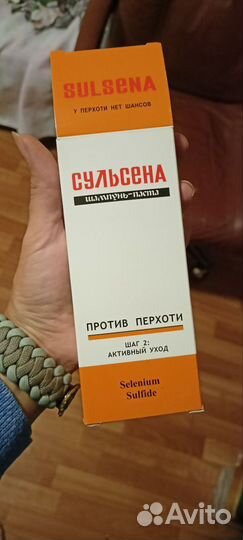 SULSENA
У ПЕРХОТИ НЕТ ШАНСОВ
СУЛЬСЕНА
ШАМПУНЬ-ПАСТА
ПРОТИВ ПЕРХОТИ
ШАГ 2:
АКТИВНЫЙ УХОД
Selenium
Sulfide
Avito